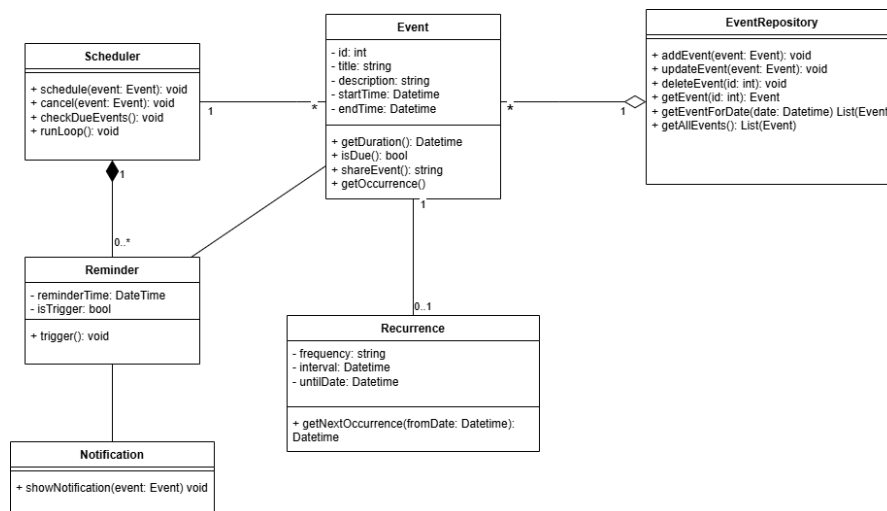 Scheduler
+ schedule(event: Event): void
+ cancel(event: Event): void
+ checkDueEvents(): void
+ runLoop(): void
Event
- id: int
- title: string
- description: string
- startTime: Datetime
- endTime: Datetime
+ getDuration(): Datetime
+ isDue(): bool
+ shareEvent(): string
+ getOccurrence()
EventRepository
+ addEvent(event: Event): void
+ updateEvent(event: Event): void
+ deleteEvent(id: int): void
+ getEvent(id: int): Event
+ getEventForDate(date: Datetime) List(Event
+ getAllEvents(): List(Event)
1
*
*
1
1
0..*
1
0..1
Reminder
- reminderTime: DateTime
- isTrigger: bool
+ trigger(): void
Recurrence
- frequency: string
- interval: Datetime
- untilDate: Datetime
+ getNextOccurrence(fromDate: Datetime):
Datetime
Notification
+ showNotification(event: Event) void